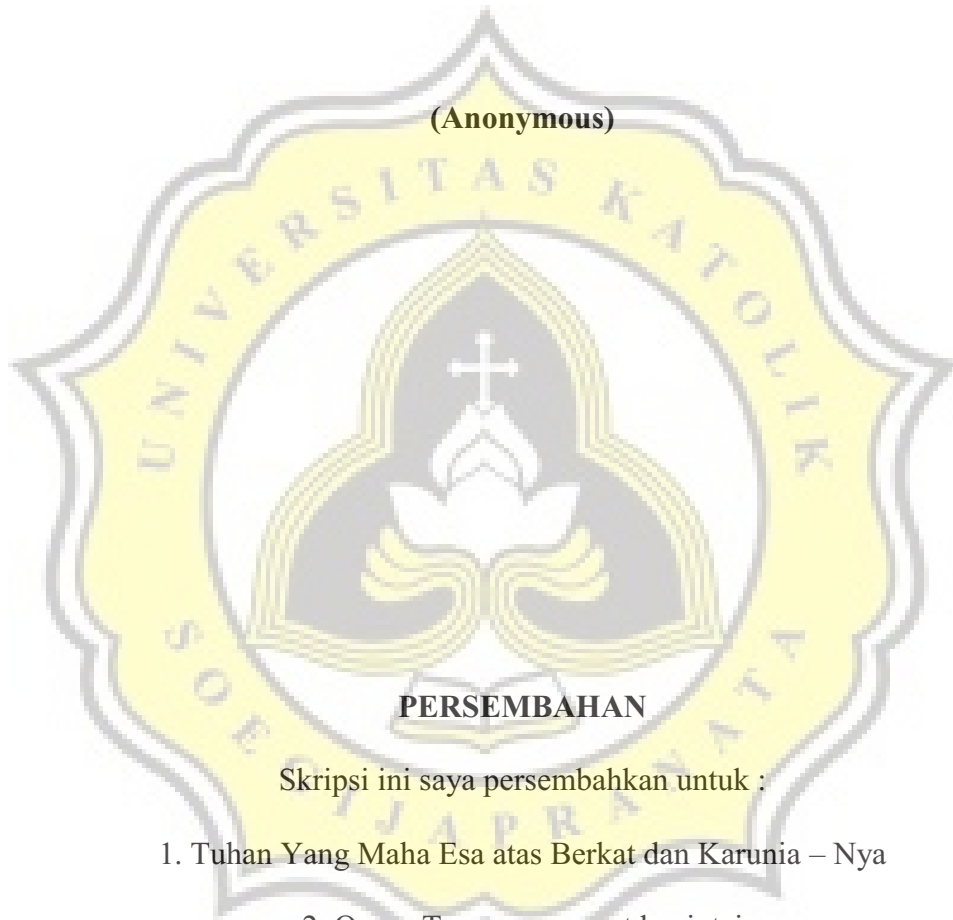 (Anonymous)
UNIVERSITAS KATOLIK
SOEGIJAPRANATA
PERSEMBAHAN
Skripsi ini saya persembahkan untuk :
1. Tuhan Yang Maha Esa atas Berkat dan Karunia – Nya
2. Orang Tua